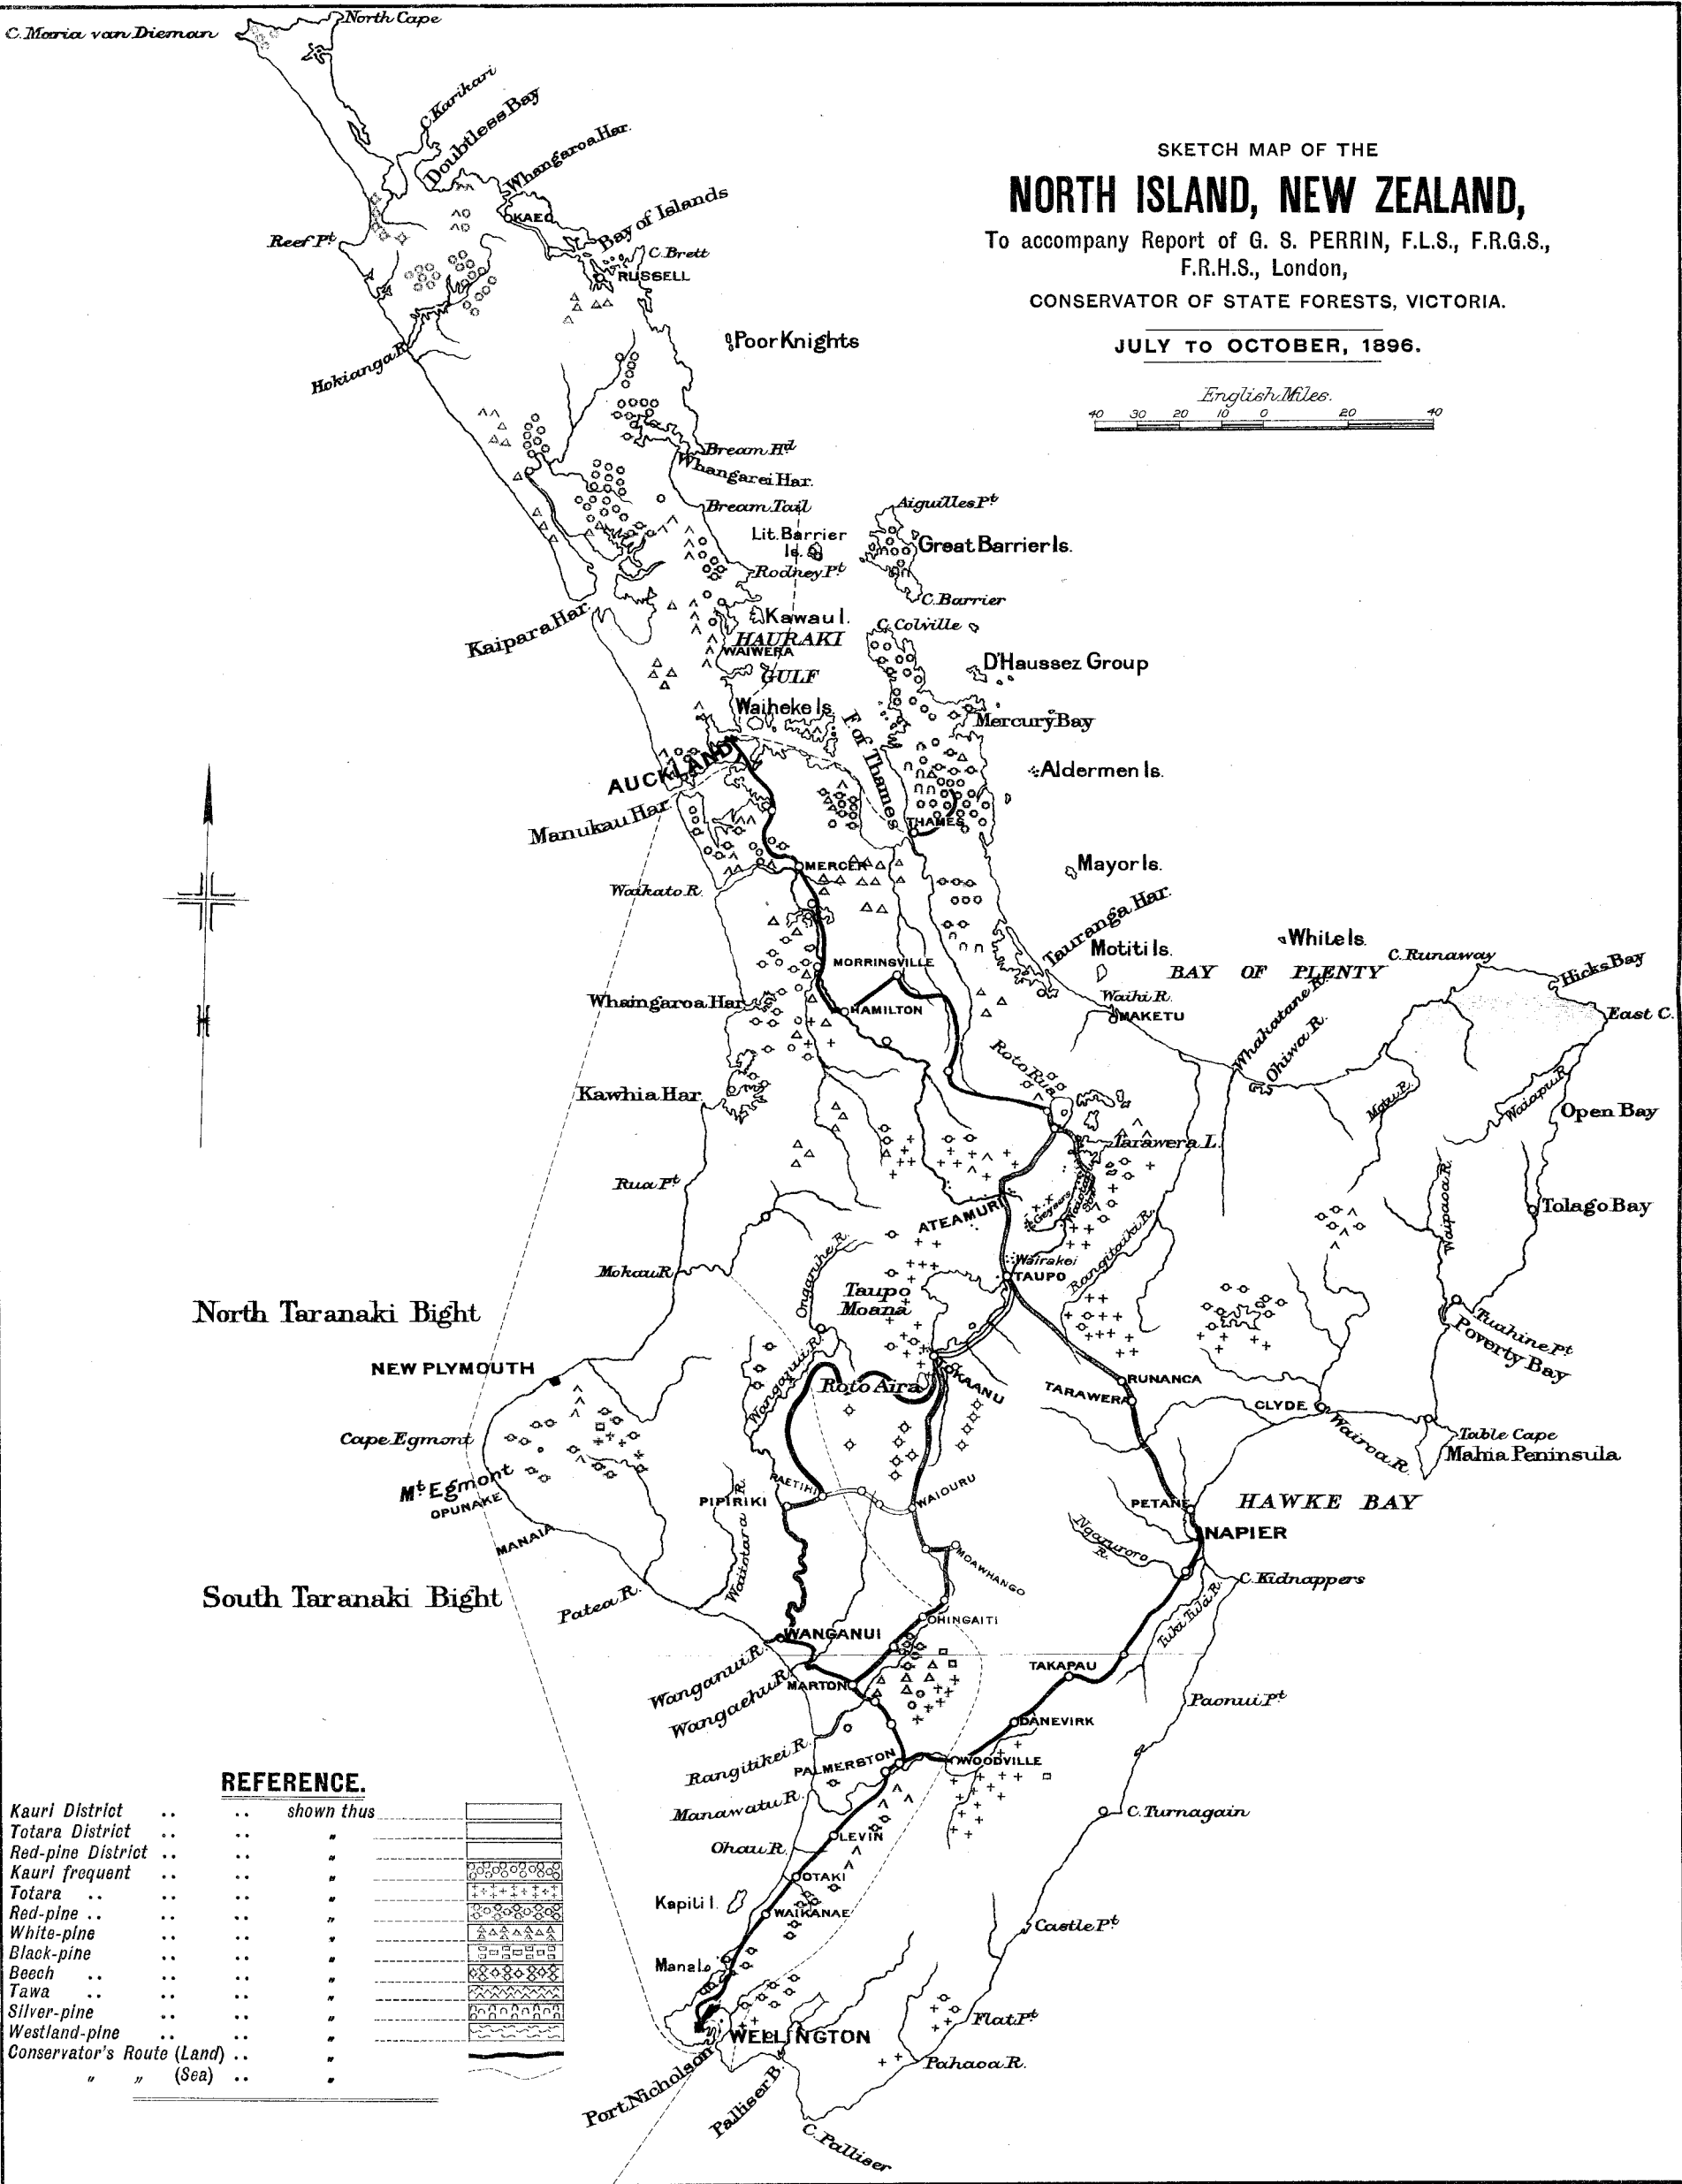 C. Maria van Dieman
North Cape
C. Karikari
Doubtless Bay
Whangaroa Har.
KAEO
Bay of Islands
Reef Pt.
C. Brett
RUSSELL
Hokianga R.
Poor Knights
SKETCH MAP OF THE
NORTH ISLAND, NEW ZEALAND,
To accompany Report of G. S. PERRIN, F.L.S., F.R.G.S.,
F.R.H.S., London,
CONSERVATOR OF STATE FORESTS, VICTORIA.
JULY TO OCTOBER, 1896.
English Miles.
40 30 20 10 0 20 40
Bream Hd.
Whangarei Har.
Bream Tail
Aiguilles Pt.
Lit. Barrier
Is.
Great Barrier Is.
Rodney Pt.
C. Barrier
Kaipara Har.
Kawau I.
C. Colville
HAURAKI
WAIWERA
GULF
D'Haussez Group
Waiheke Is.
F. of Thames
Mercury Bay
AUCKLAND
Aldermen Is.
Manukau Har.
THAMES
MERCER
Mayor Is.
Waikato R.
Tauranga Har.
Motiti Is.
White Is.
MORRINSVILLE
BAY OF PLENTY
C. Runaway
Hicks Bay
Whaingaroa Har.
HAMILTON
Waihi R.
MAKETU
Whakatane R.
Ohiwa R.
East C.
Roto Rua
Kawhia Har.
Motu R.
Waiapu R.
Open Bay
Tarawera L.
Rua Pt.
ATEAMURI
Geysers
Waipaoa R.
Tolago Bay
Ongaruhe R.
Rangitaiki R.
Mokau R.
Wairakei
TAUPO
Taupo
Moana
North Taranaki Bight
Tuahine Pt.
Poverty Bay
NEW PLYMOUTH
Wanganui R.
Roto Aira
TOKAANU
RUNANCA
TARAWERA
CLYDE
Wairoa R.
Cape Egmont
Table Cape
Mahia Peninsula
Mt. Egmont
OPUNAKE
RAETIHI
PIPIRIKI
WAIOURU
PETANE
HAWKE BAY
NAPIER
MANAIA
Waitotara R.
Ngaruroro
R.
MOAWHANGO
C. Kidnappers
South Taranaki Bight
Patea R.
Tuki Tuki R.
OHINGAITI
WANGANUI
Wanganui R.
Wangaehu R.
MARTON
TAKAPAU
Paonui Pt.
DANEVIRK
Rangitikei R.
PALMERSTON
WOODVILLE
Manawatu R.
C. Turnagain
Ohau R.
LEVIN
OTAKI
Kapiti I.
WAIKANAE
Castle Pt.
Mana I.
Flat Pt.
WELLINGTON
Pahaoa R.
Port Nicholson
Palliser B.
C. Palliser
REFERENCE.
Kauri District .. .. shown thus
Totara District .. .. „
Red-pine District .. .. „
Kauri frequent .. .. „
Totara .. .. .. „
Red-pine .. .. .. „
White-pine .. .. „
Black-pine .. .. „
Beech .. .. .. „
Tawa .. .. .. „
Silver-pine .. .. „
Westland-pine .. .. „
Conservator's Route (Land) .. „
„ „ (Sea) .. „